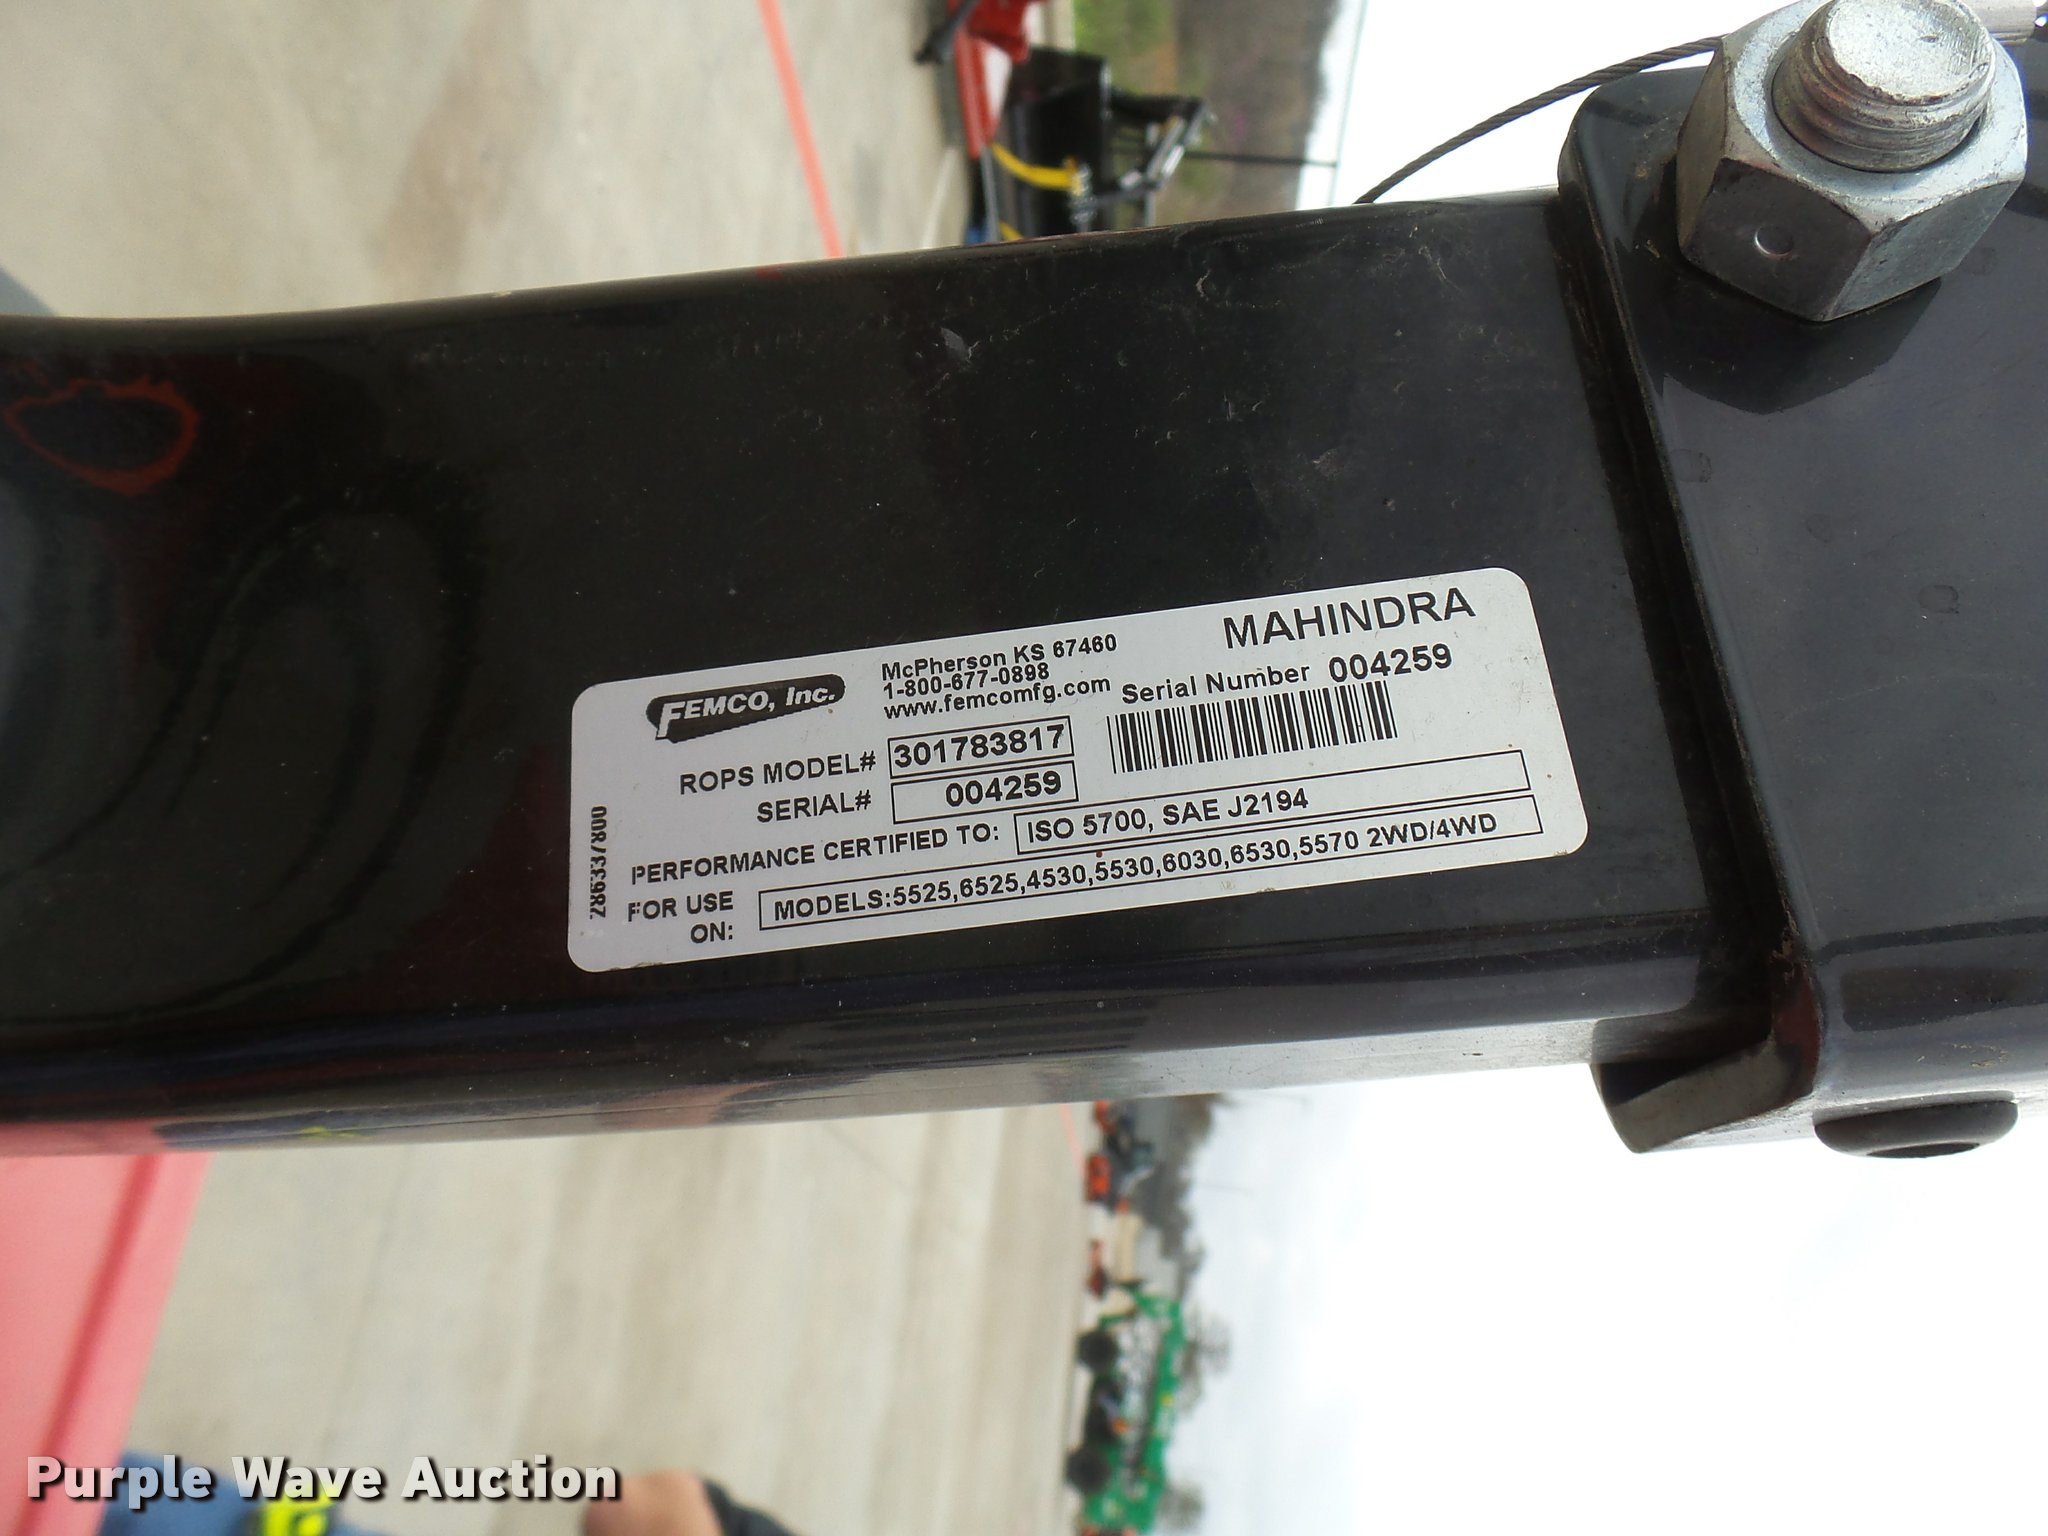 FEMCO, Inc.
McPherson KS 67460
1-800-677-0898
www.femcomfg.com
MAHINDRA
Serial Number 004259
ROPS MODEL# 301783817
SERIAL# 004259
PERFORMANCE CERTIFIED TO: ISO 5700, SAE J2194
FOR USE ON: MODELS:5525,6525,4530,5530,6030,6530,5570 2WD/4WD
Purple Wave Auction